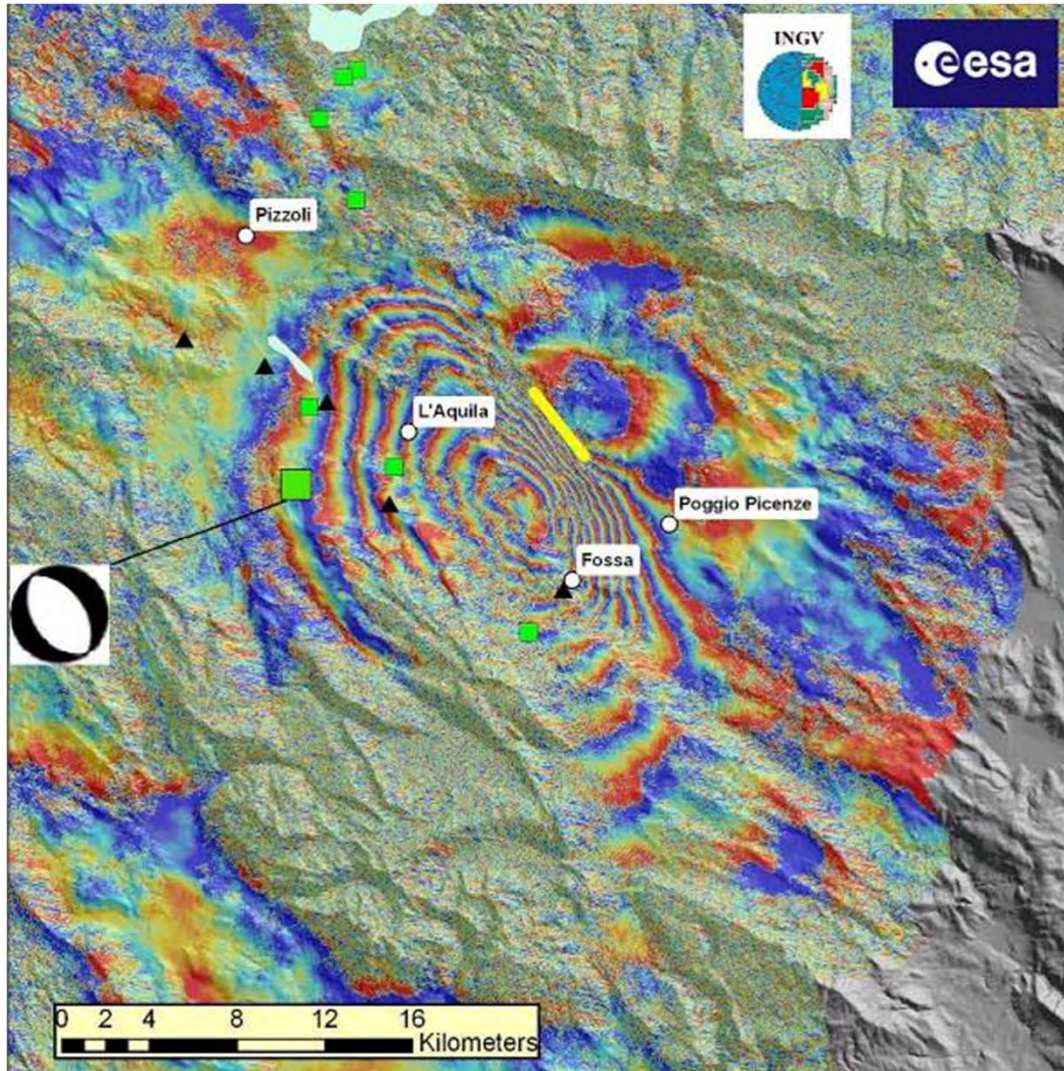 INGV
esa
Pizzoli
L'Aquila
Poggio Picenze
Fossa
0 2 4 8 12 16
Kilometers